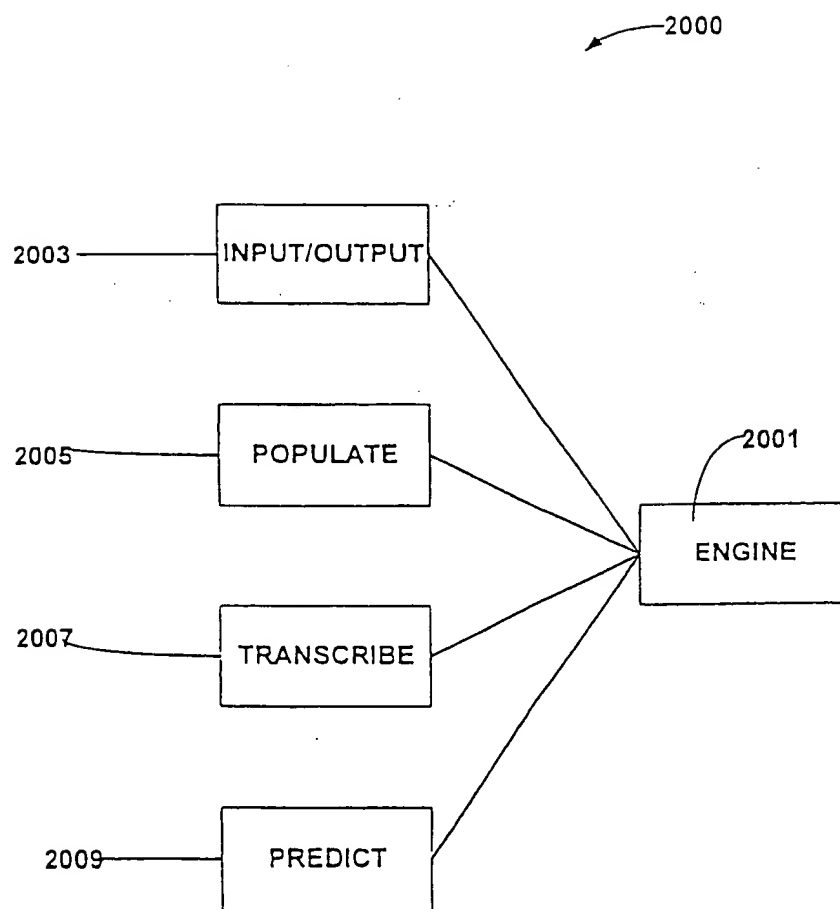 2000
2003
INPUT/OUTPUT
2005
POPULATE
2001
ENGINE
2007
TRANSCRIBE
2009
PREDICT